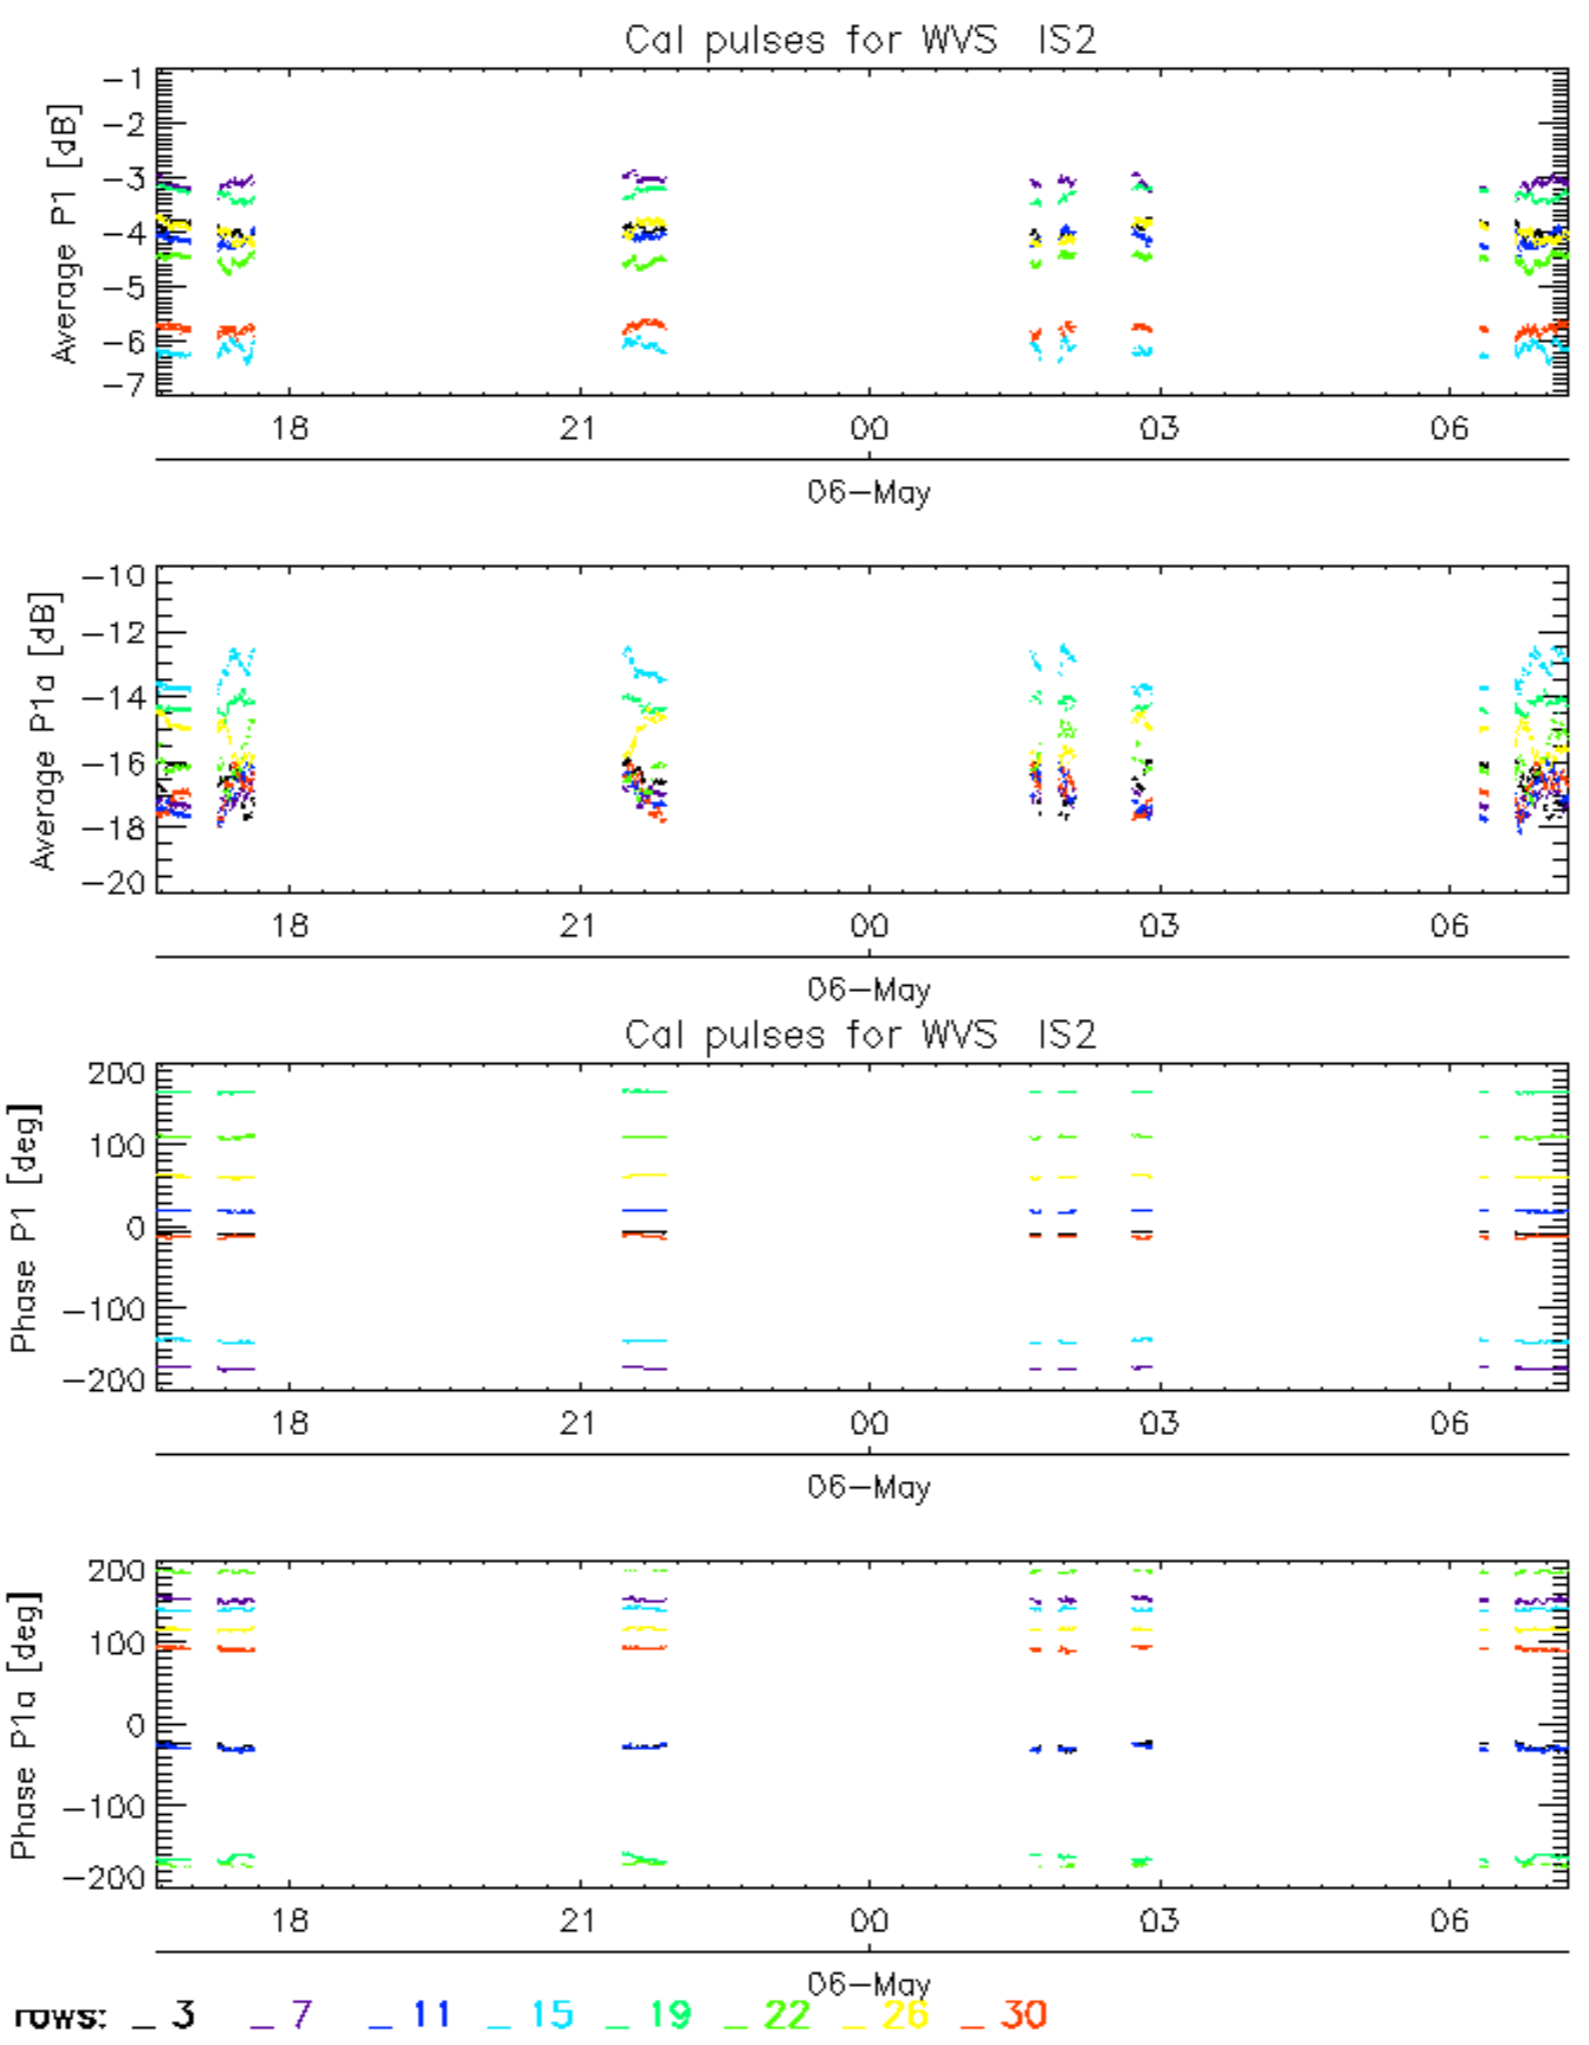 Cal pulses for WVS IS2
Average P1 [dB]
-1
-2
-3
-4
-5
-6
-7
18 21 00 03 06
06-May
Average P1a [dB]
-10
-12
-14
-16
-18
-20
18 21 00 03 06
06-May
Cal pulses for WVS IS2
Phase P1 [deg]
200
100
0
-100
-200
18 21 00 03 06
06-May
Phase P1a [deg]
200
100
0
-100
-200
18 21 00 03 06
06-May
rows: _ 3 _ 7 _ 11 _ 15 _ 19 _ 22 _ 26 _ 30